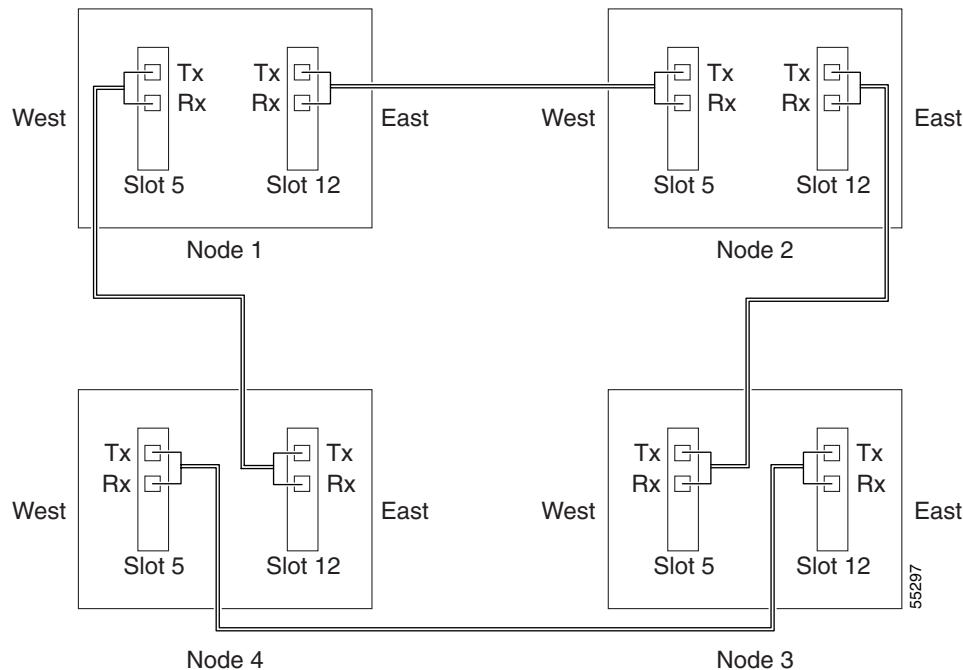 Tx Tx Tx Tx
Rx Rx Rx Rx
West East West East
Slot 5 Slot 12 Slot 5 Slot 12
Node 1 Node 2
Tx Tx Tx Tx
Rx Rx Rx Rx
West East West East
Slot 5 Slot 12 Slot 5 Slot 12
55297
Node 4 Node 3